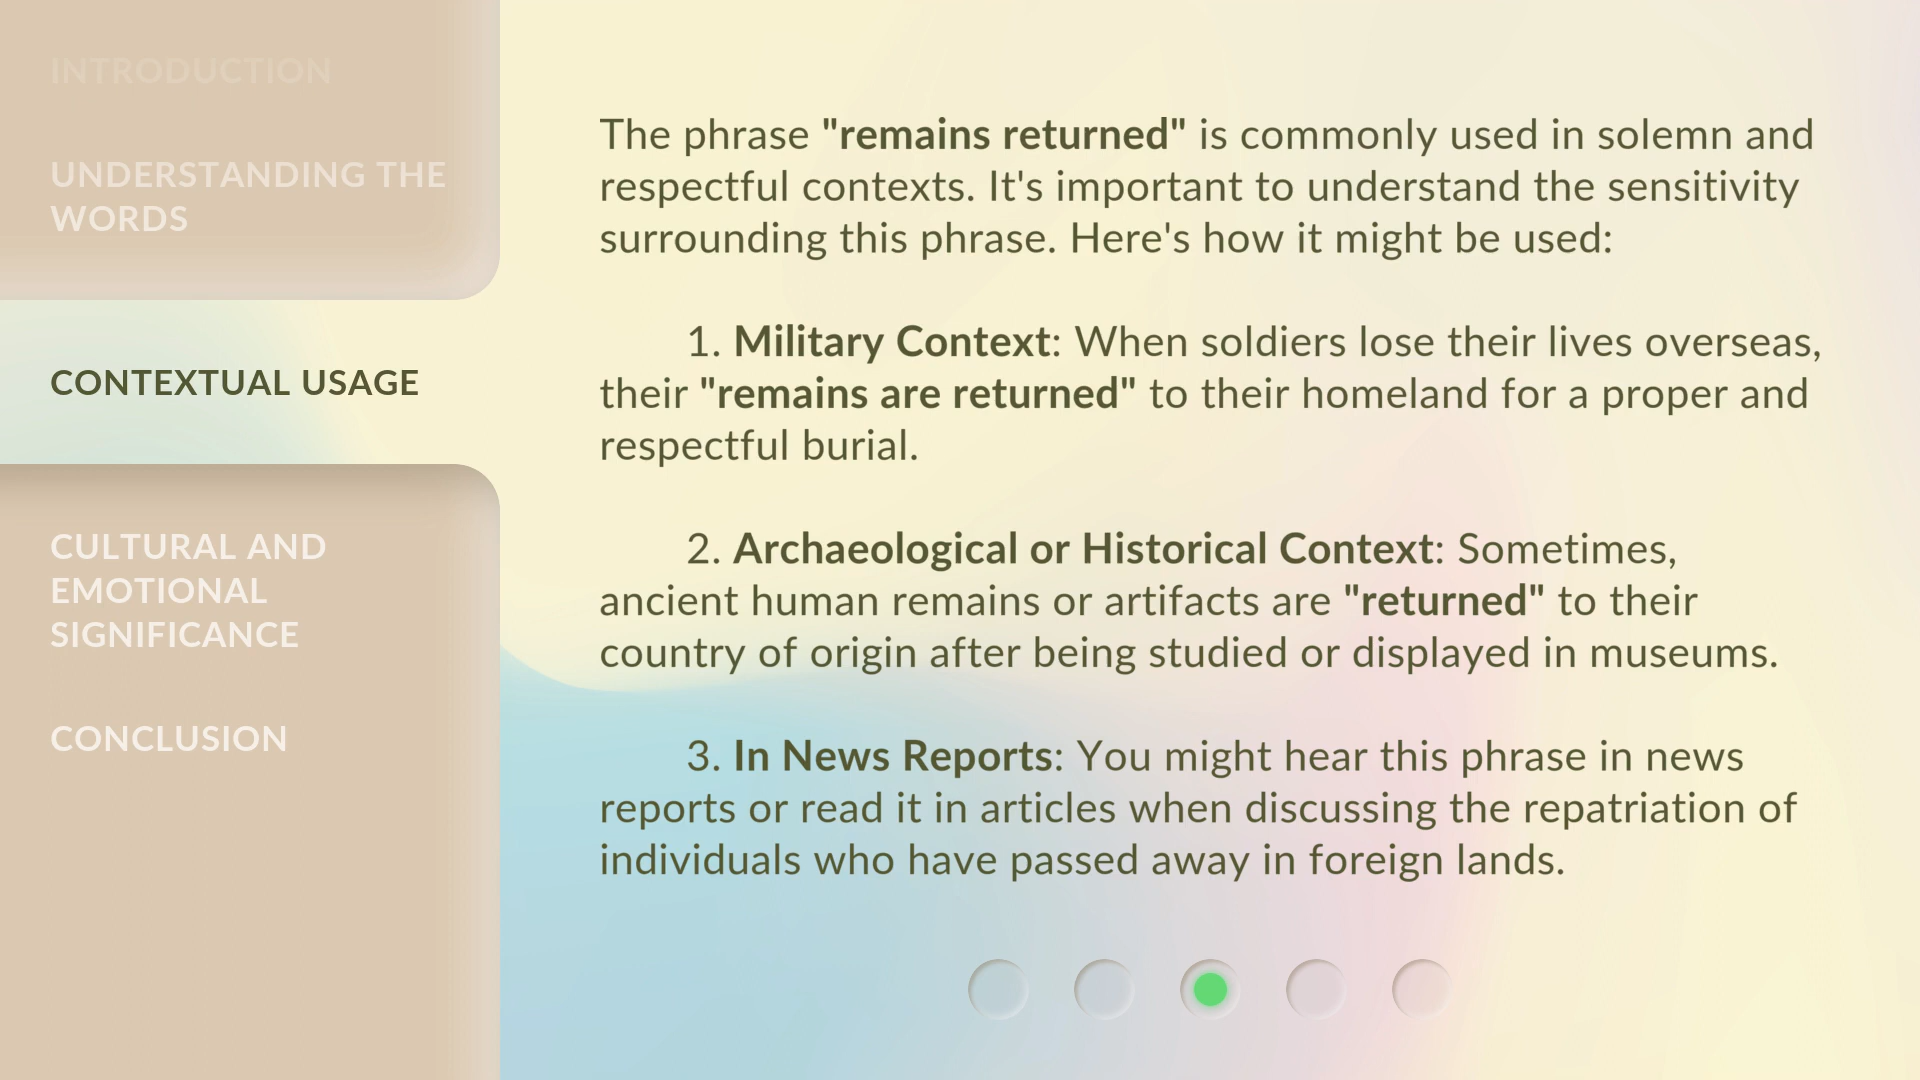 INTRODUCTION
UNDERSTANDING THE
WORDS
CONTEXTUAL USAGE
CULTURAL AND
EMOTIONAL
SIGNIFICANCE
CONCLUSION
The phrase "remains returned" is commonly used in solemn and
respectful contexts. It's important to understand the sensitivity
surrounding this phrase. Here's how it might be used:
1. Military Context: When soldiers lose their lives overseas,
their "remains are returned" to their homeland for a proper and
respectful burial.
2. Archaeological or Historical Context: Sometimes,
ancient human remains or artifacts are "returned" to their
country of origin after being studied or displayed in museums.
3. In News Reports: You might hear this phrase in news
reports or read it in articles when discussing the repatriation of
individuals who have passed away in foreign lands.